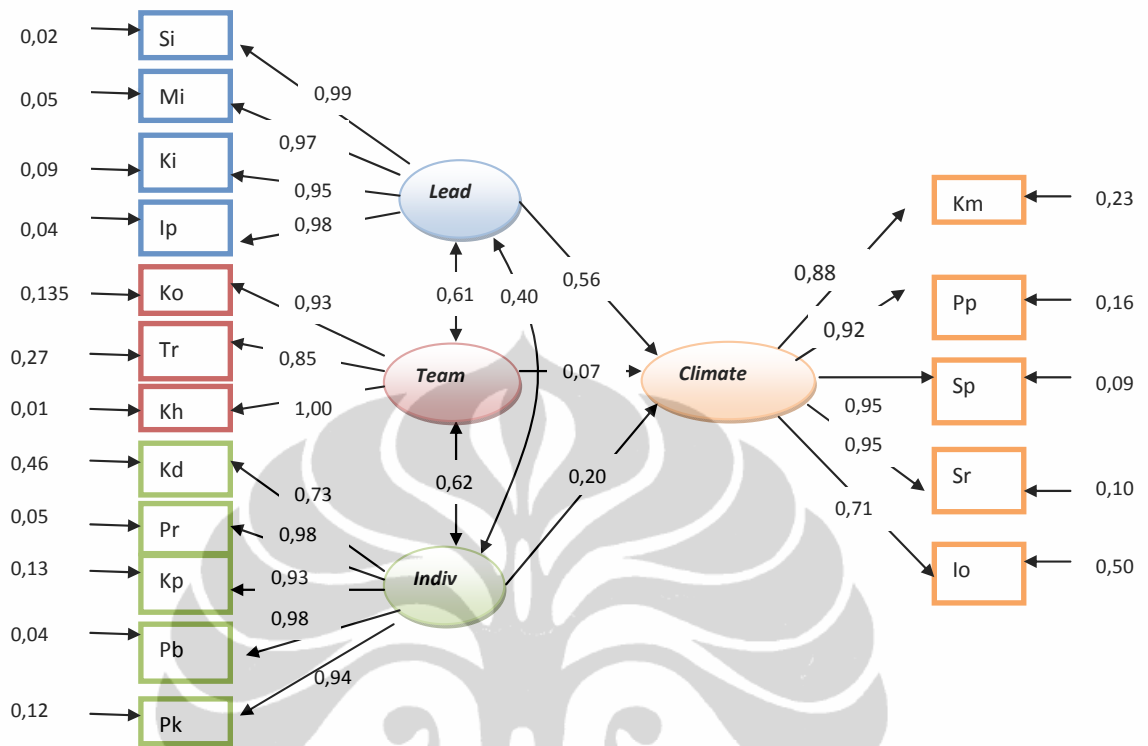 0,02
Si
0,05
Mi
0,09
Ki
0,04
Ip
0,135
Ko
0,27
Tr
0,01
Kh
0,46
Kd
0,05
Pr
0,13
Kp
0,04
Pb
0,12
Pk
0,99
0,97
0,95
0,98
0,93
0,85
1,00
0,73
0,98
0,93
0,98
0,94
Lead
Team
Indiv
0,61
0,40
0,62
0,56
0,07
0,20
Climate
0,88
0,92
0,95
0,95
0,71
Km
0,23
Pp
0,16
Sp
0,09
Sr
0,10
Io
0,50